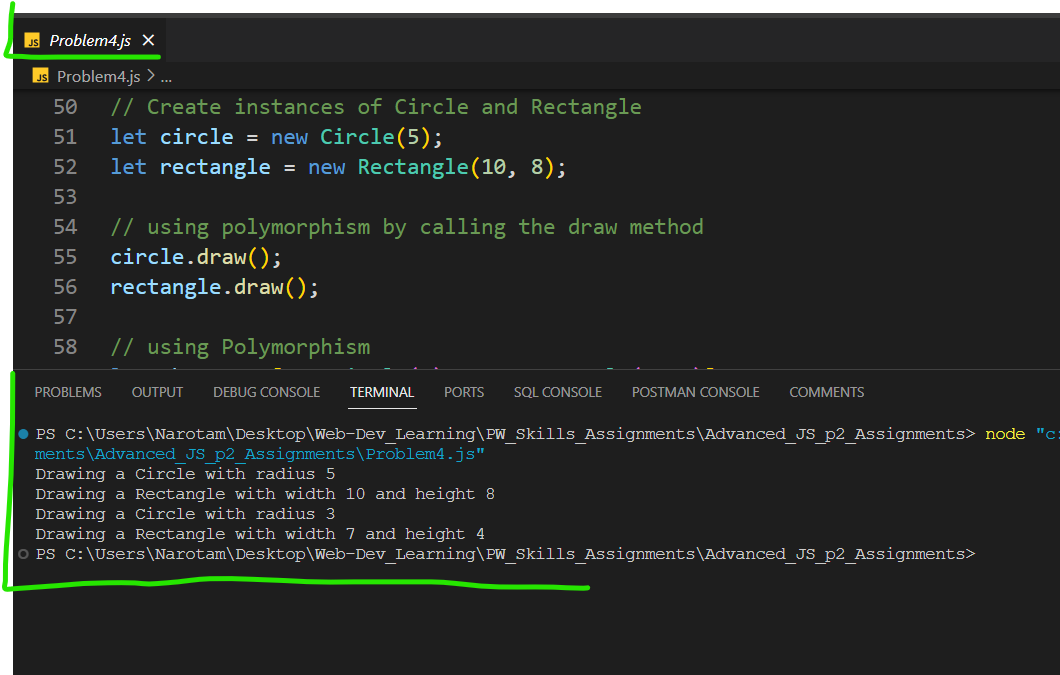 JS Problem4.js ×
JS Problem4.js > ...
50 // Create instances of Circle and Rectangle
51 let circle = new Circle(5);
52 let rectangle = new Rectangle(10, 8);
53
54 // using polymorphism by calling the draw method
55 circle.draw();
56 rectangle.draw();
57
58 // using Polymorphism
PROBLEMS OUTPUT DEBUG CONSOLE TERMINAL PORTS SQL CONSOLE POSTMAN CONSOLE COMMENTS
PS C:\Users\Narotam\Desktop\Web-Dev_Learning\PW_Skills_Assignments\Advanced_JS_p2_Assignments> node "c:
ments\Advanced_JS_p2_Assignments\Problem4.js"
Drawing a Circle with radius 5
Drawing a Rectangle with width 10 and height 8
Drawing a Circle with radius 3
Drawing a Rectangle with width 7 and height 4
PS C:\Users\Narotam\Desktop\Web-Dev_Learning\PW_Skills_Assignments\Advanced_JS_p2_Assignments>